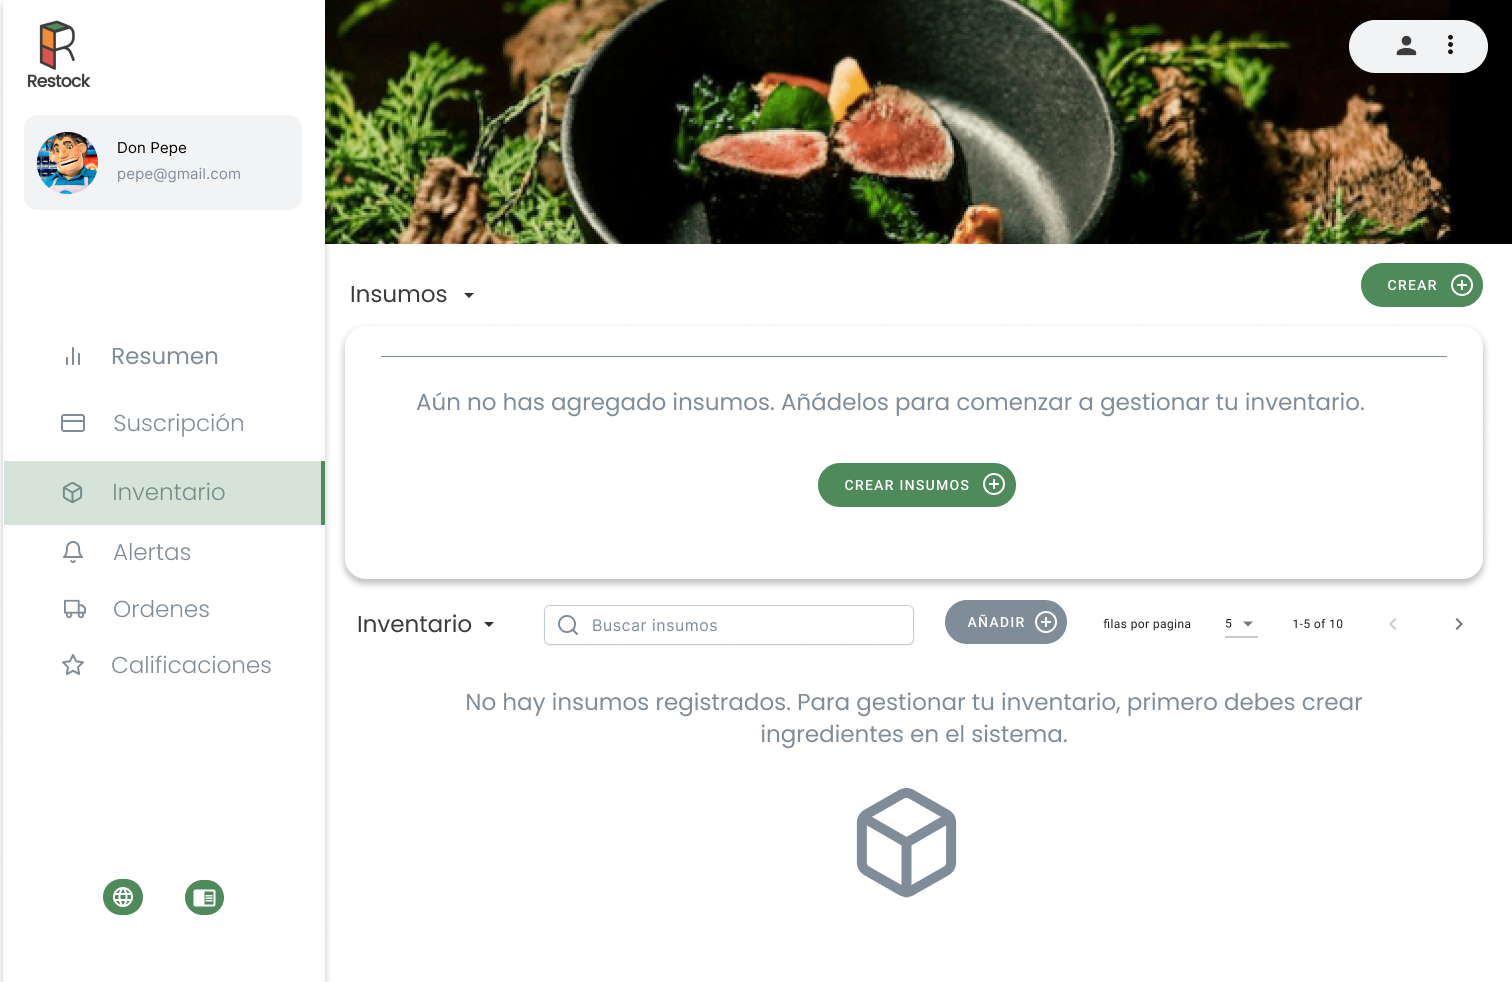 Restock
Don Pepe
pepe@gmail.com
Resumen
Suscripción
Inventario
Alertas
Ordenes
Calificaciones
Insumos
CREAR
Aún no has agregado insumos. Añádelos para comenzar a gestionar tu inventario.
CREAR INSUMOS
Inventario
Buscar insumos
AÑADIR
filas por pagina
5
1-5 of 10
No hay insumos registrados. Para gestionar tu inventario, primero debes crear
ingredientes en el sistema.